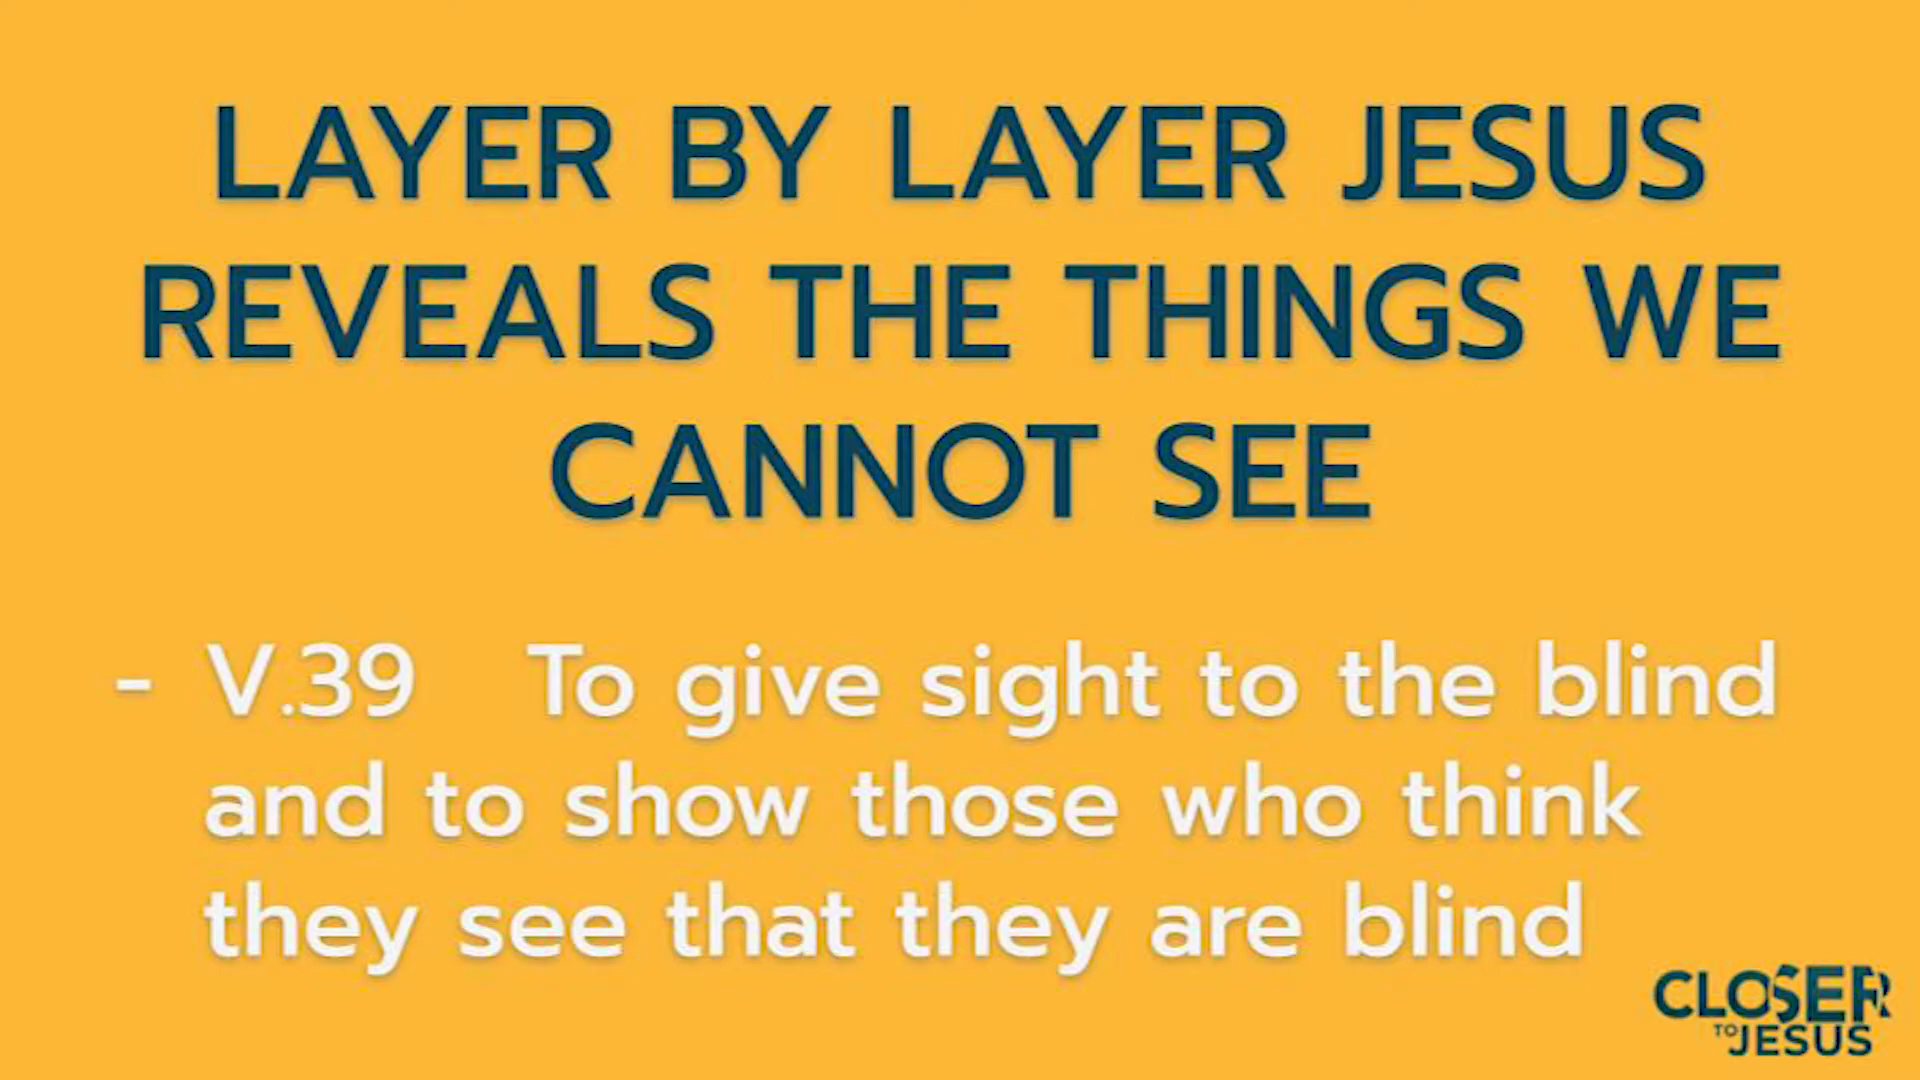 LAYER BY LAYER JESUS
REVEALS THE THINGS WE
CANNOT SEE
- V.39 To give sight to the blind
and to show those who think
they see that they are blind
CLOSER
TO JESUS